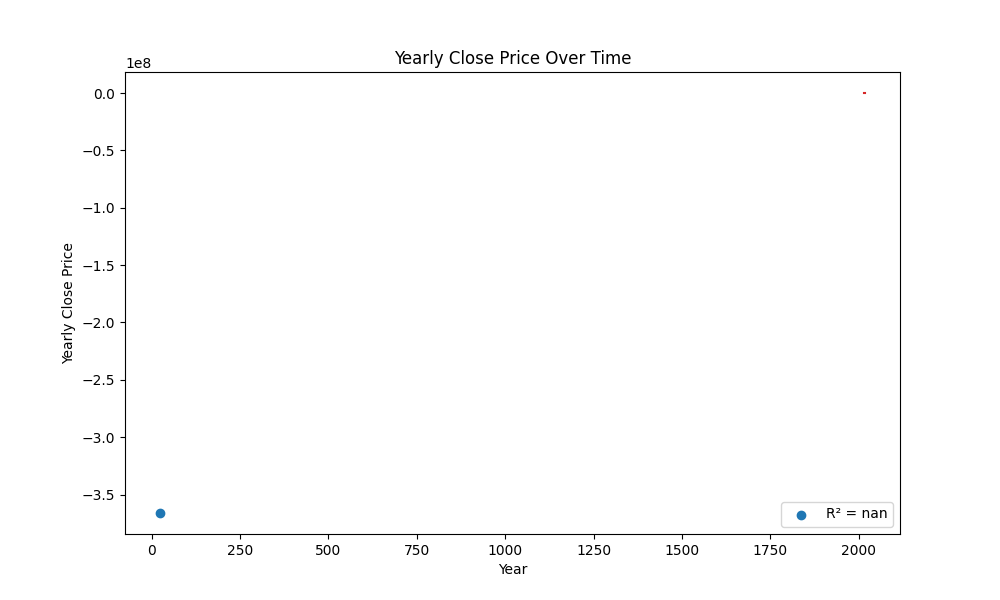 Yearly Close Price Over Time
1e8
0.0
−0.5
−1.0
−1.5
−2.0
−2.5
−3.0
−3.5
Yearly Close Price
R² = nan
0 250 500 750 1000 1250 1500 1750 2000
Year